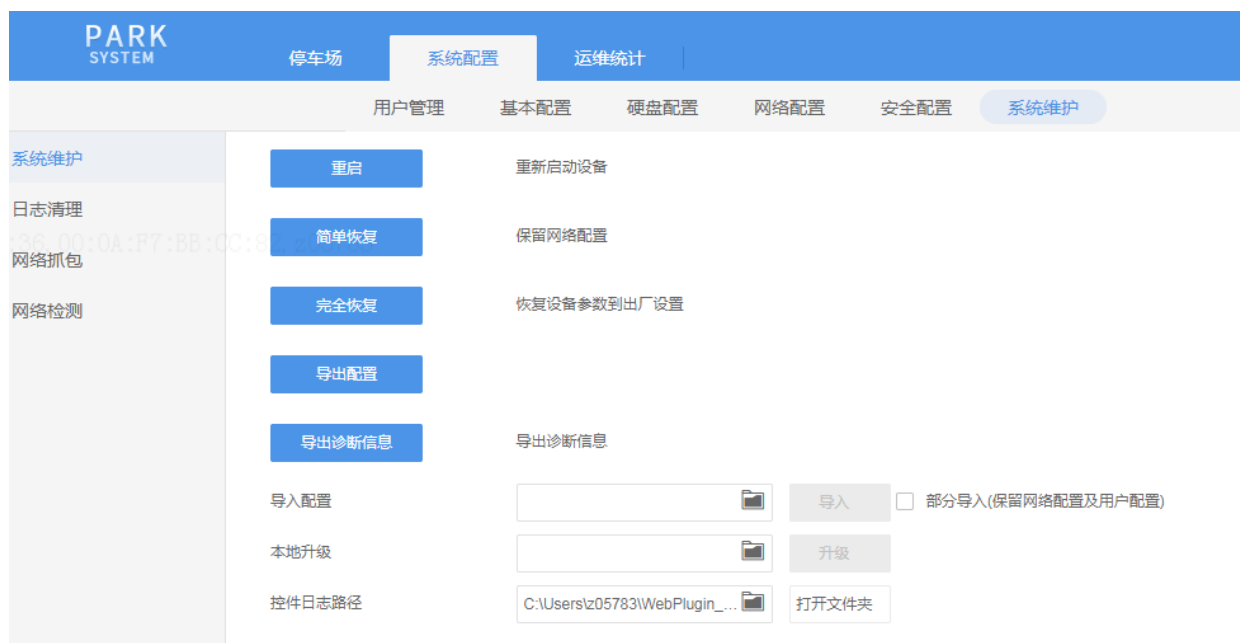 PARK
SYSTEM
停车场 系统配置 运维统计
用户管理 基本配置 硬盘配置 网络配置 安全配置 系统维护
系统维护
日志清理
网络抓包
网络检测
重启 重新启动设备
:36,00:0A:F7:BB:CC:82,
简单恢复 保留网络配置
完全恢复 恢复设备参数到出厂设置
导出配置
导出诊断信息 导出诊断信息
导入配置 导入 部分导入(保留网络配置及用户配置)
本地升级 升级
控件日志路径 C:\Users\z05783\WebPlugin_... 打开文件夹